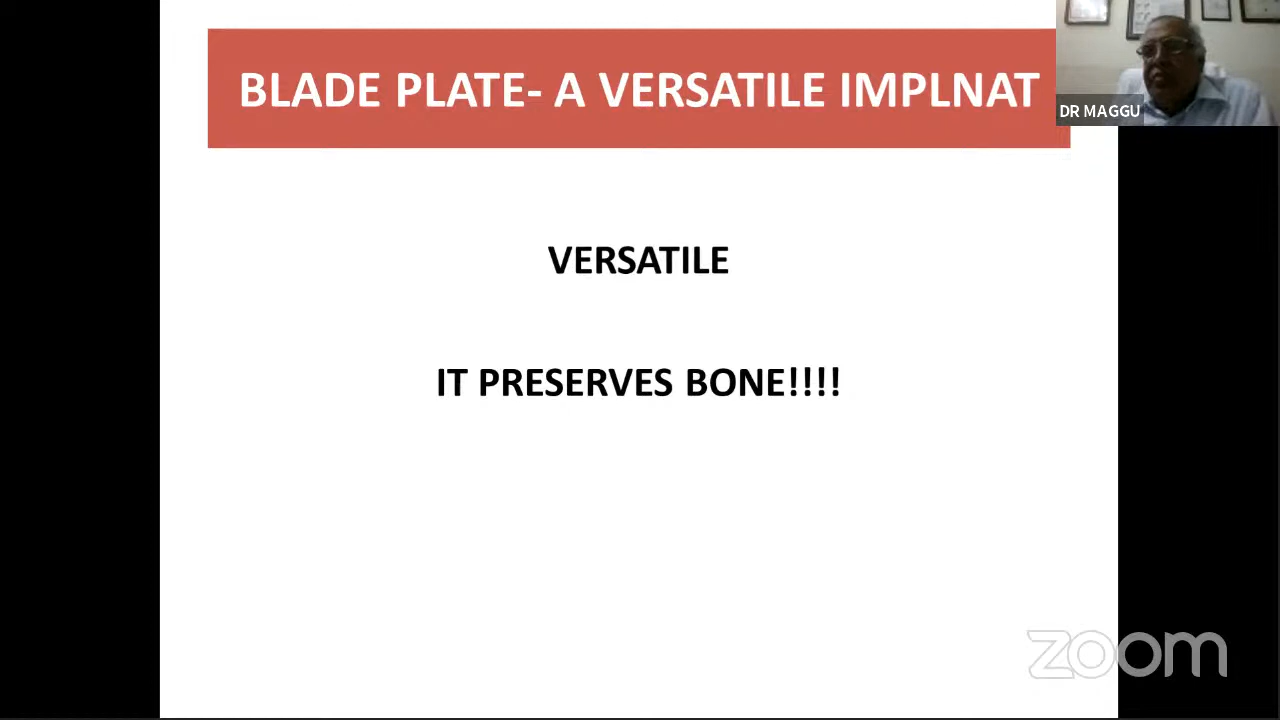 BLADE PLATE- A VERSATILE IMPLNAT
DR MAGGU
VERSATILE
IT PRESERVES BONE!!!!
zoom